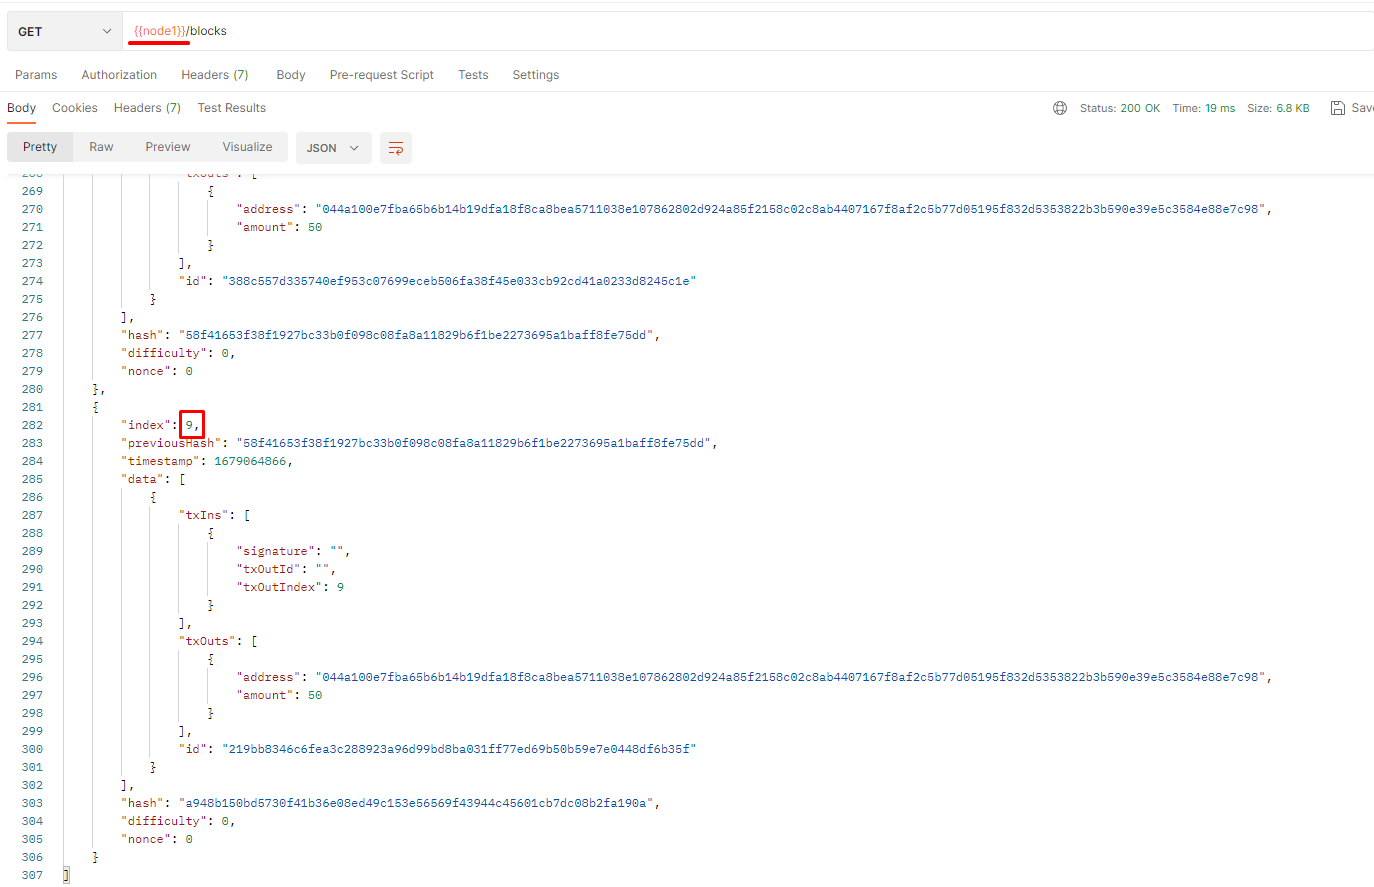 GET {{node1}}/blocks
Params Authorization Headers (7) Body Pre-request Script Tests Settings
Body Cookies Headers (7) Test Results Status: 200 OK Time: 19 ms Size: 6.8 KB Save
Pretty Raw Preview Visualize JSON
268 "txOuts": [
269 {
270 "address": "044a100e7fba65b6b14b19dfa18f8ca8bea5711038e107862802d924a85f2158c02c8ab4407167f8af2c5b77d05195f832d5353822b3b590e39e5c3584e88e7c98",
271 "amount": 50
272 }
273 ],
274 "id": "388c557d335740ef953c07699eceb506fa38f45e033cb92cd41a0233d8245c1e"
275 }
276 ],
277 "hash": "58f41653f38f1927bc33b0f098c08fa8a11829b6f1be2273695a1baff8fe75dd",
278 "difficulty": 0,
279 "nonce": 0
280 },
281 {
282 "index": 9,
283 "previousHash": "58f41653f38f1927bc33b0f098c08fa8a11829b6f1be2273695a1baff8fe75dd",
284 "timestamp": 1679064866,
285 "data": [
286 {
287 "txIns": [
288 {
289 "signature": "",
290 "txOutId": "",
291 "txOutIndex": 9
292 }
293 ],
294 "txOuts": [
295 {
296 "address": "044a100e7fba65b6b14b19dfa18f8ca8bea5711038e107862802d924a85f2158c02c8ab4407167f8af2c5b77d05195f832d5353822b3b590e39e5c3584e88e7c98",
297 "amount": 50
298 }
299 ],
300 "id": "219bb8346c6fea3c288923a96d99bd8ba031ff77ed69b50b59e7e0448df6b35f"
301 }
302 ],
303 "hash": "a948b150bd5730f41b36e08ed49c153e56569f43944c45601cb7dc08b2fa190a",
304 "difficulty": 0,
305 "nonce": 0
306 }
307 ]